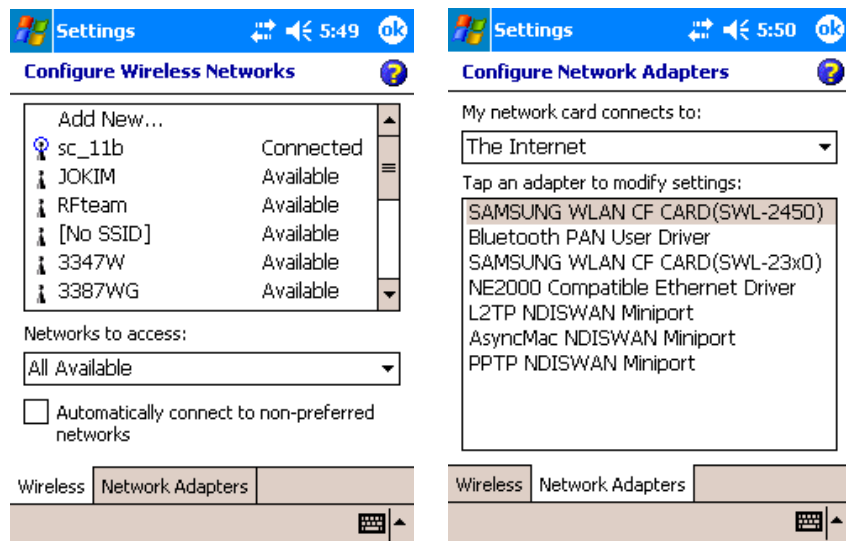 Settings 5:49 ok
Configure Wireless Networks ?
Add New...
sc_11b Connected
JOKIM Available
RFteam Available
[No SSID] Available
3347W Available
3387WG Available
Networks to access:
All Available
Automatically connect to non-preferred
networks
Wireless Network Adapters
Settings 5:50 ok
Configure Network Adapters ?
My network card connects to:
The Internet
Tap an adapter to modify settings:
SAMSUNG WLAN CF CARD(SWL-2450)
Bluetooth PAN User Driver
SAMSUNG WLAN CF CARD(SWL-23x0)
NE2000 Compatible Ethernet Driver
L2TP NDISWAN Miniport
AsyncMac NDISWAN Miniport
PPTP NDISWAN Miniport
Wireless Network Adapters